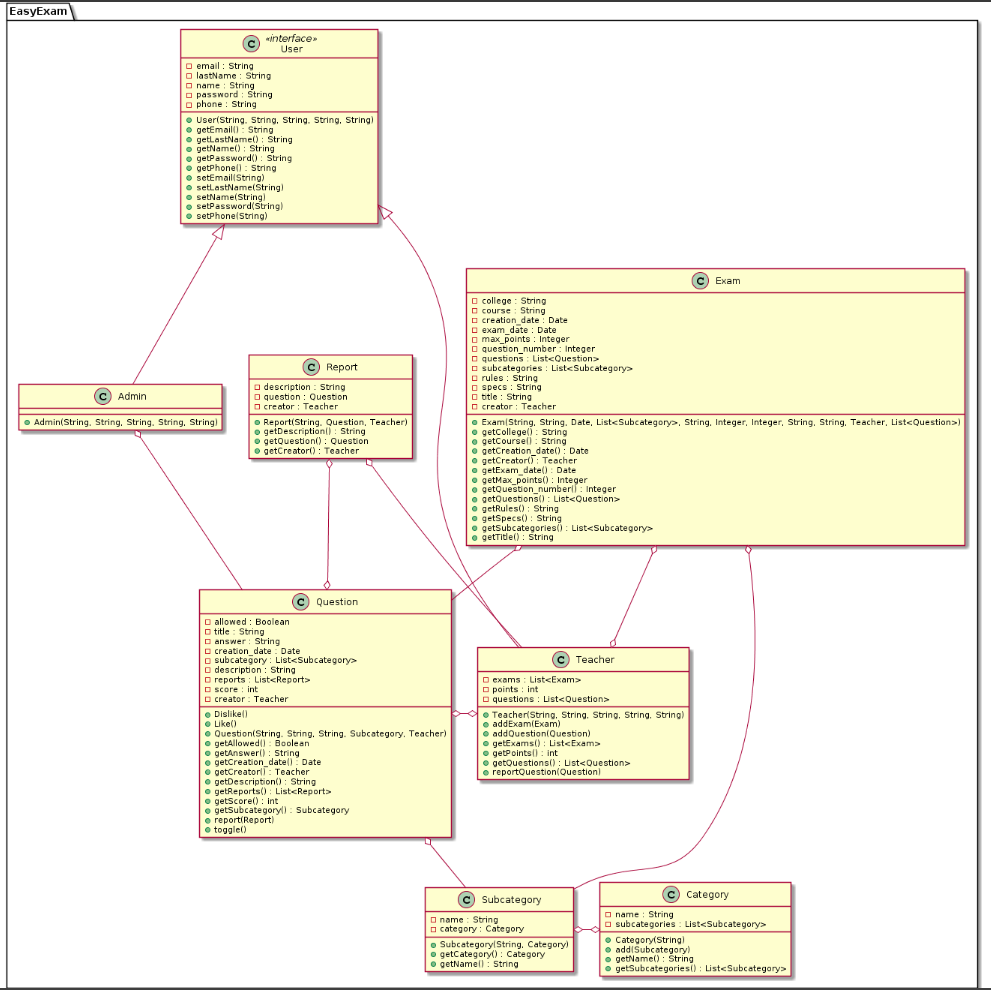 EasyExam
«interface»
C User
email : String
lastName : String
name : String
password : String
phone : String
User(String, String, String, String, String)
getEmail() : String
getLastName() : String
getName() : String
getPassword() : String
getPhone() : String
setEmail(String)
setLastName(String)
setName(String)
setPassword(String)
setPhone(String)
C Exam
college : String
course : String
creation_date : Date
exam_date : Date
max_points : Integer
question_number : Integer
questions : List<Question>
subcategories : List<Subcategory>
rules : String
specs : String
title : String
creator : Teacher
Exam(String, String, Date, List<Subcategory>, String, Integer, Integer, String, String, Teacher, List<Question>)
getCollege() : String
getCourse() : String
getCreation_date() : Date
getCreator() : Teacher
getExam_date() : Date
getMax_points() : Integer
getQuestion_number() : Integer
getQuestions() : List<Question>
getRules() : String
getSpecs() : String
getSubcategories() : List<Subcategory>
getTitle() : String
C Report
description : String
question : Question
creator : Teacher
Report(String, Question, Teacher)
getDescription() : String
getQuestion() : Question
getCreator() : Teacher
C Admin
Admin(String, String, String, String, String)
C Question
allowed : Boolean
title : String
answer : String
creation_date : Date
subcategory : List<Subcategory>
description : String
reports : List<Report>
score : int
creator : Teacher
Dislike()
Like()
Question(String, String, String, Subcategory, Teacher)
getAllowed() : Boolean
getAnswer() : String
getCreation_date() : Date
getCreator() : Teacher
getDescription() : String
getReports() : List<Report>
getScore() : int
getSubcategory() : Subcategory
report(Report)
toggle()
C Teacher
exams : List<Exam>
points : int
questions : List<Question>
Teacher(String, String, String, String, String)
addExam(Exam)
addQuestion(Question)
getExams() : List<Exam>
getPoints() : int
getQuestions() : List<Question>
reportQuestion(Question)
C Subcategory
name : String
category : Category
Subcategory(String, Category)
getCategory() : Category
getName() : String
C Category
name : String
subcategories : List<Subcategory>
Category(String)
add(Subcategory)
getName() : String
getSubcategories() : List<Subcategory>